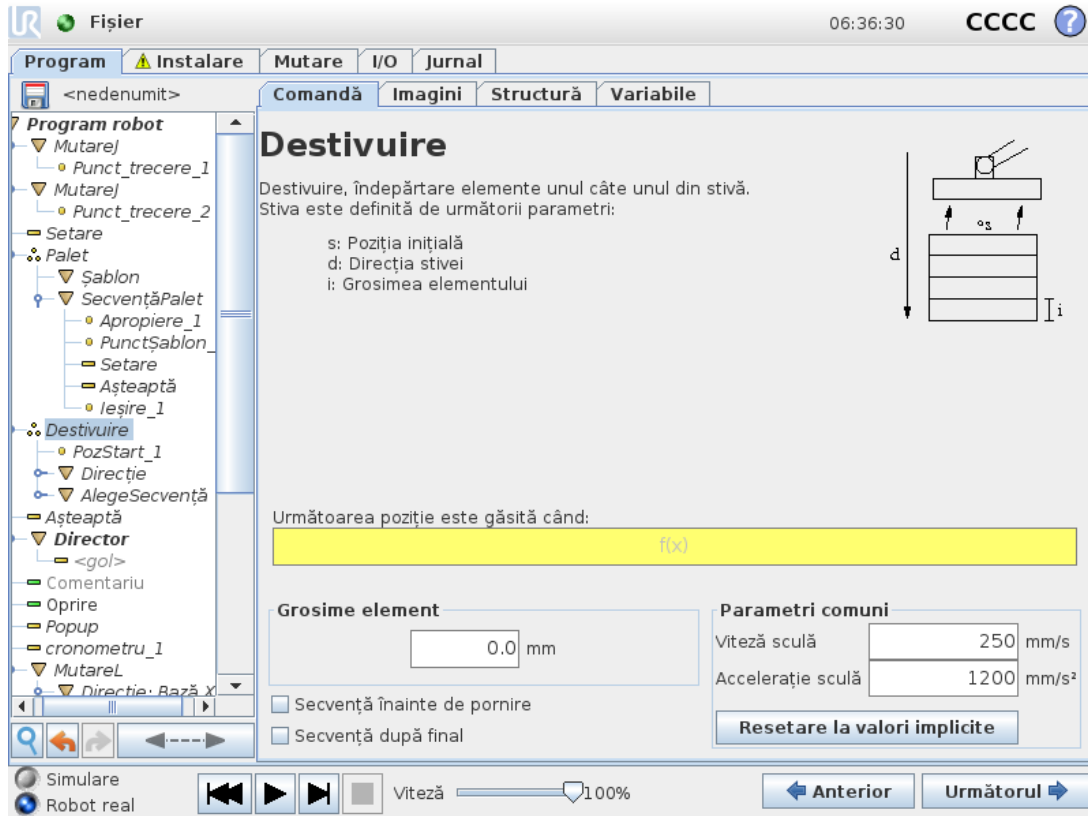 UR Fișier 06:36:30 CCCC ?
Program Instalare Mutare I/O Jurnal
<nedenumit>
Comandă Imagini Structură Variabile
Program robot
MutareJ
Punct_trecere_1
MutareJ
Punct_trecere_2
Setare
Palet
Șablon
SecvențăPalet
Apropiere_1
PunctȘablon_
Setare
Așteaptă
Ieșire_1
Destivuire
PozStart_1
Direcție
AlegeSecvență
Așteaptă
Director
<gol>
Comentariu
Oprire
Popup
cronometru_1
MutareL
Direcție: Bază X
Destivuire
Destivuire, îndepărtare elemente unul câte unul din stivă.
Stiva este definită de următorii parametri:
s: Poziția inițială
d: Direcția stivei
i: Grosimea elementului
s
d
i
Următoarea poziție este găsită când:
f(x)
Grosime element
0.0 mm
Secvență înainte de pornire
Secvență după final
Parametri comuni
Viteză sculă 250 mm/s
Accelerație sculă 1200 mm/s²
Resetare la valori implicite
Simulare
Robot real
Viteză 100%
Anterior Următorul